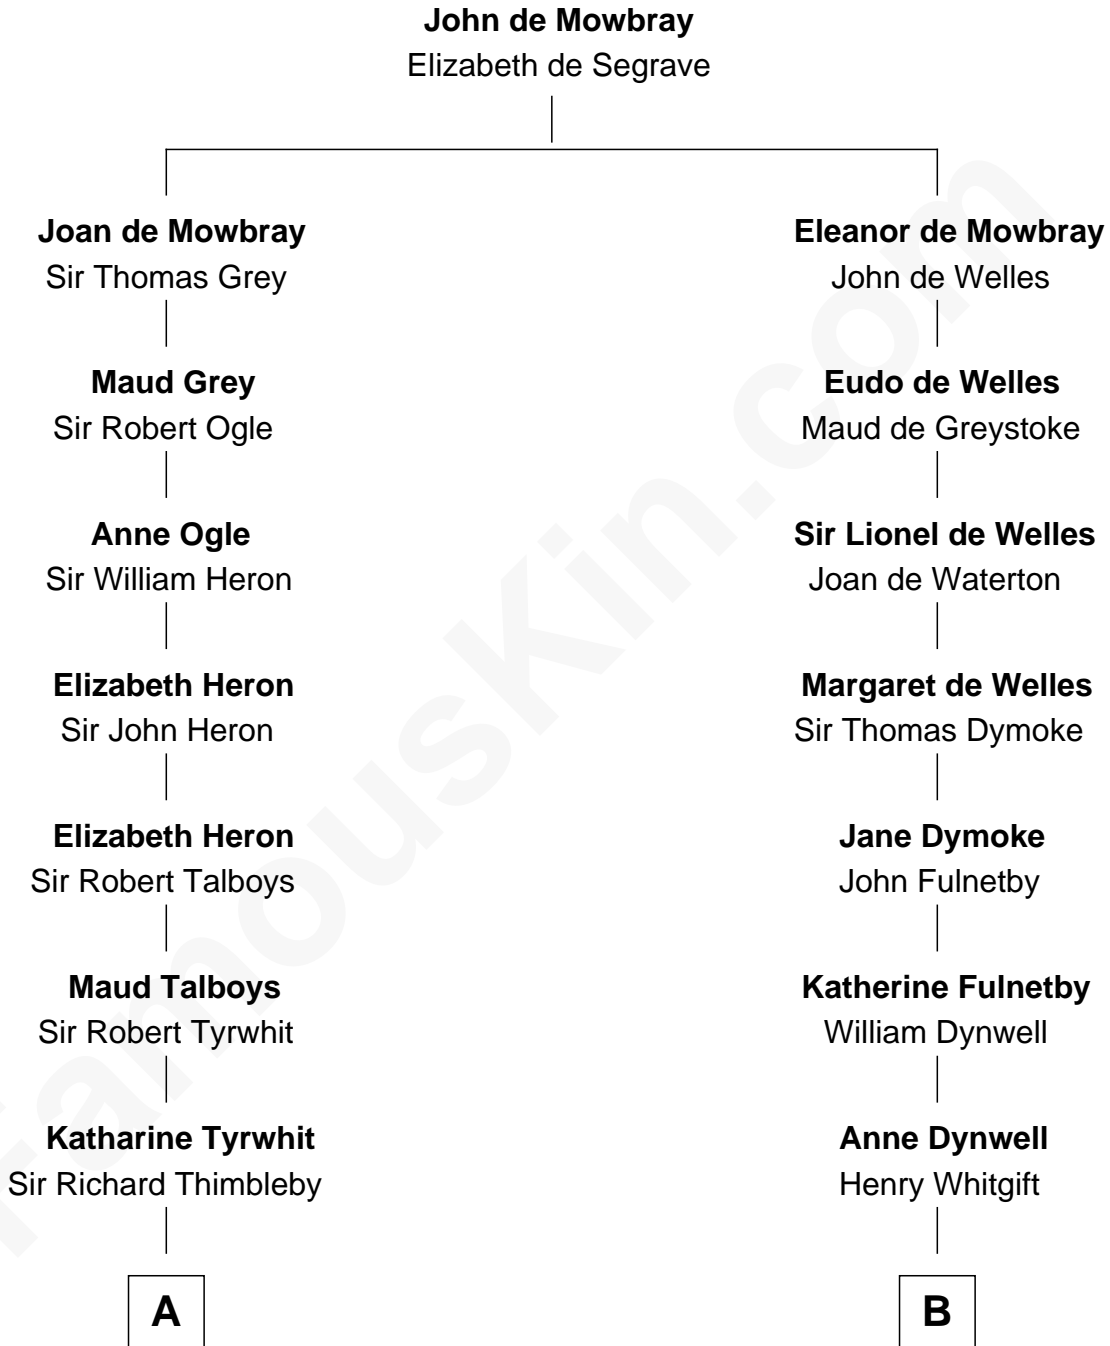 John de Mowbray
Elizabeth de Segrave
Joan de Mowbray
Sir Thomas Grey
Eleanor de Mowbray
John de Welles
Maud Grey
Sir Robert Ogle
Eudo de Welles
Maud de Greystoke
Anne Ogle
Sir William Heron
Sir Lionel de Welles
Joan de Waterton
Elizabeth Heron
Sir John Heron
Margaret de Welles
Sir Thomas Dymoke
Elizabeth Heron
Sir Robert Talboys
Jane Dymoke
John Fulnetby
Maud Talboys
Sir Robert Tyrwhit
Katherine Fulnetby
William Dynwell
Katharine Tyrwhit
Sir Richard Thimbleby
Anne Dynwell
Henry Whitgift
A
B
FamousKin.com